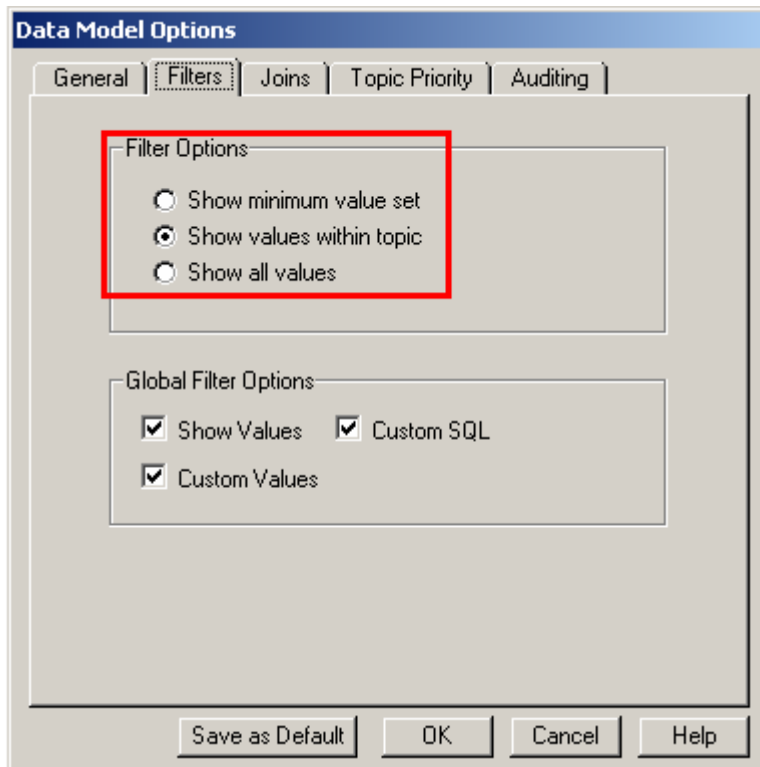 Data Model Options
General Filters Joins Topic Priority Auditing
Filter Options
Show minimum value set
Show values within topic
Show all values
Global Filter Options
Show Values Custom SQL
Custom Values
Save as Default OK Cancel Help